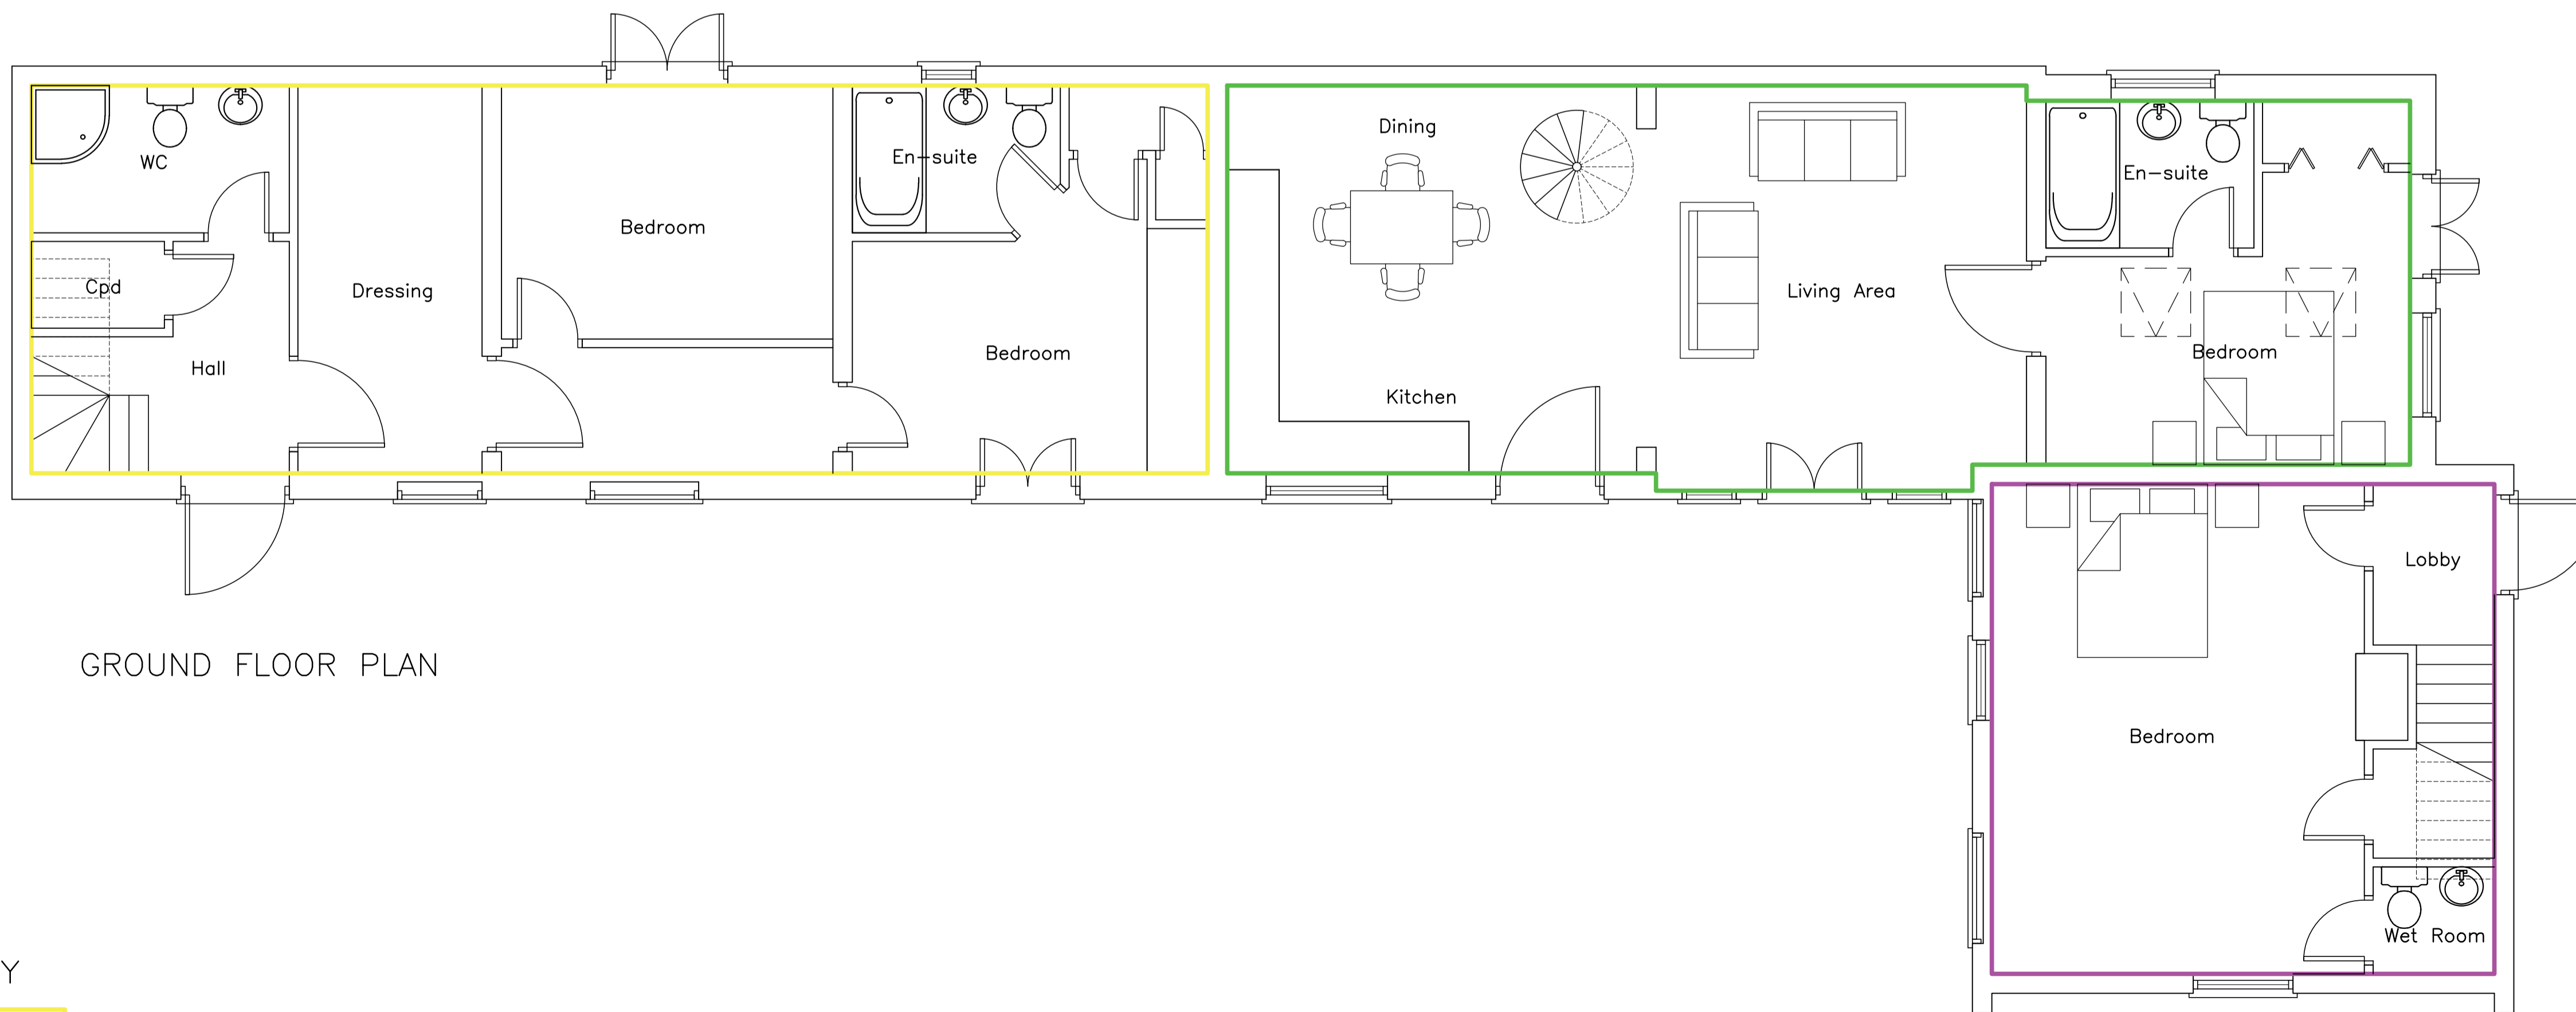 Dining
WC
En-suite
En-suite
Bedroom
Cpd
Dressing
Living Area
Bedroom
Bedroom
Hall
Kitchen
Lobby
GROUND FLOOR PLAN
Bedroom
Wet Room
Y